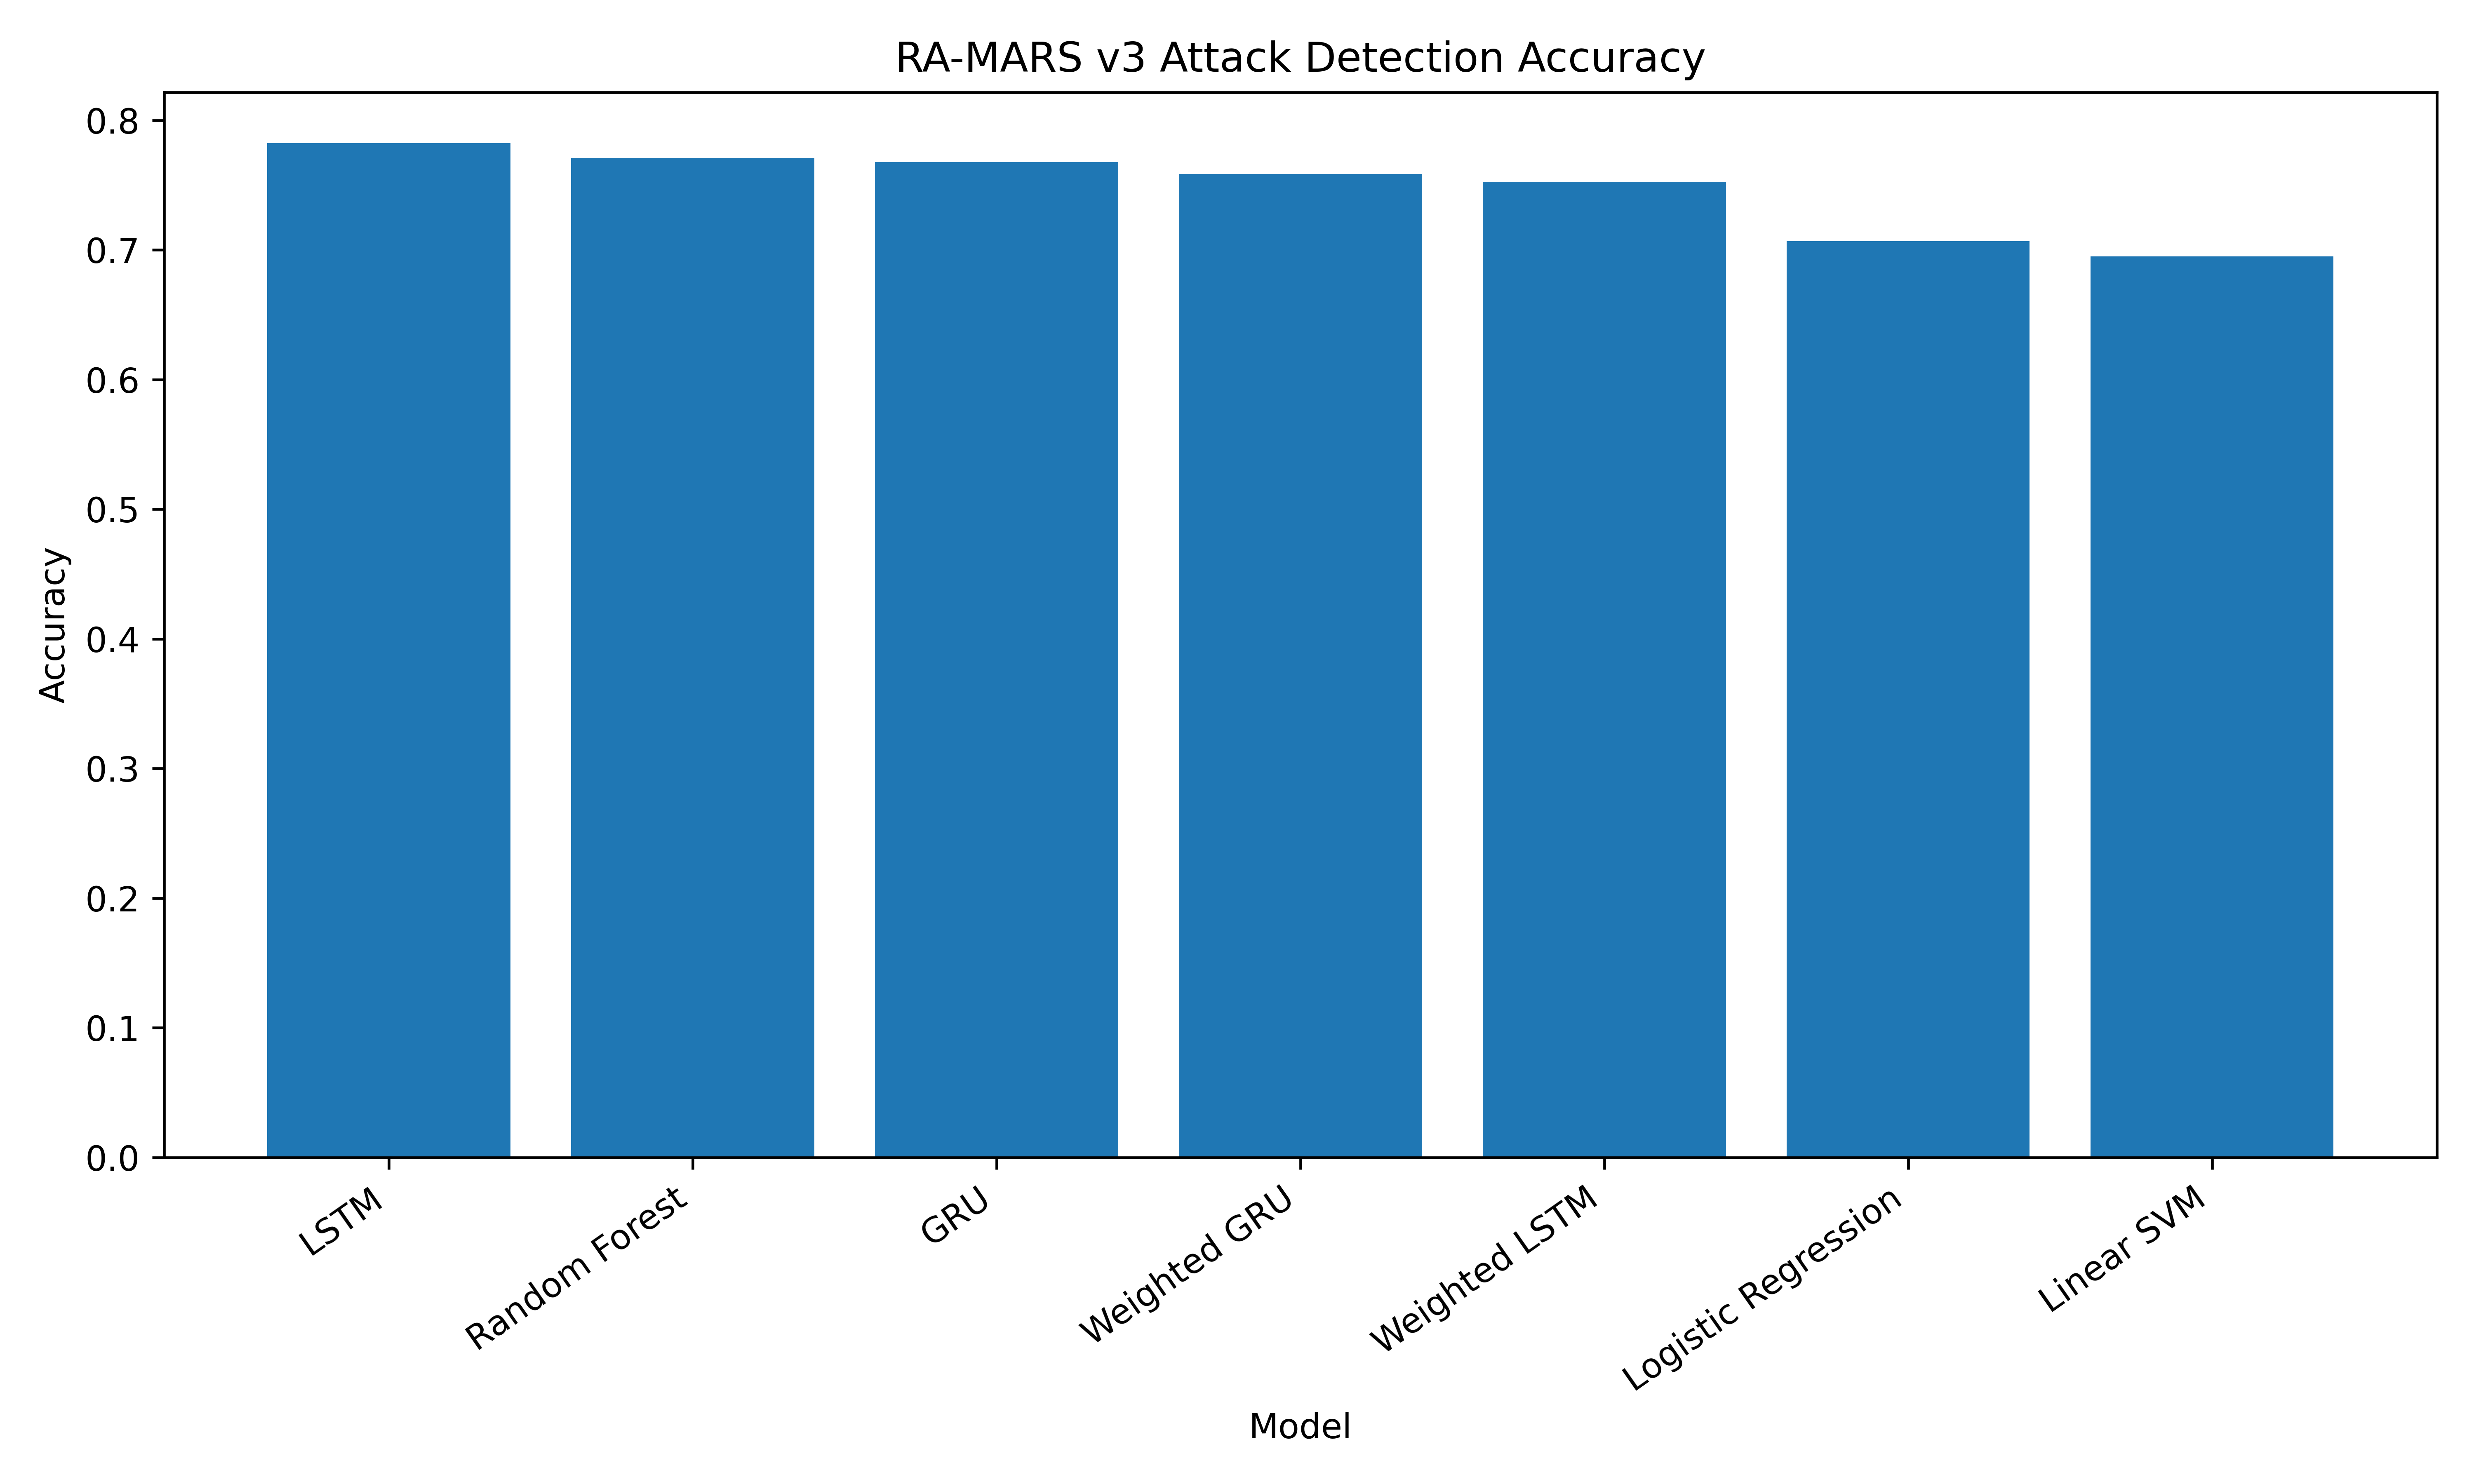 RA-MARS v3 Attack Detection Accuracy
0.8
0.7
0.6
0.5
0.4
0.3
0.2
0.1
0.0
Accuracy
LSTM
Random Forest
GRU
Weighted GRU
Weighted LSTM
Logistic Regression
Linear SVM
Model